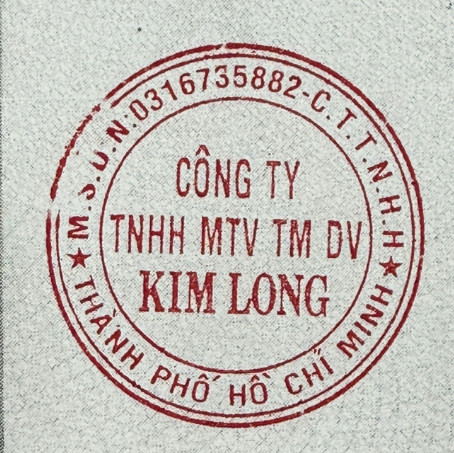 M.S.D.N:0316735882-C.T.T.N.H.H
CÔNG TY
TNHH MTV TM DV
KIM LONG
★ THÀNH PHỐ HỒ CHÍ MINH ★